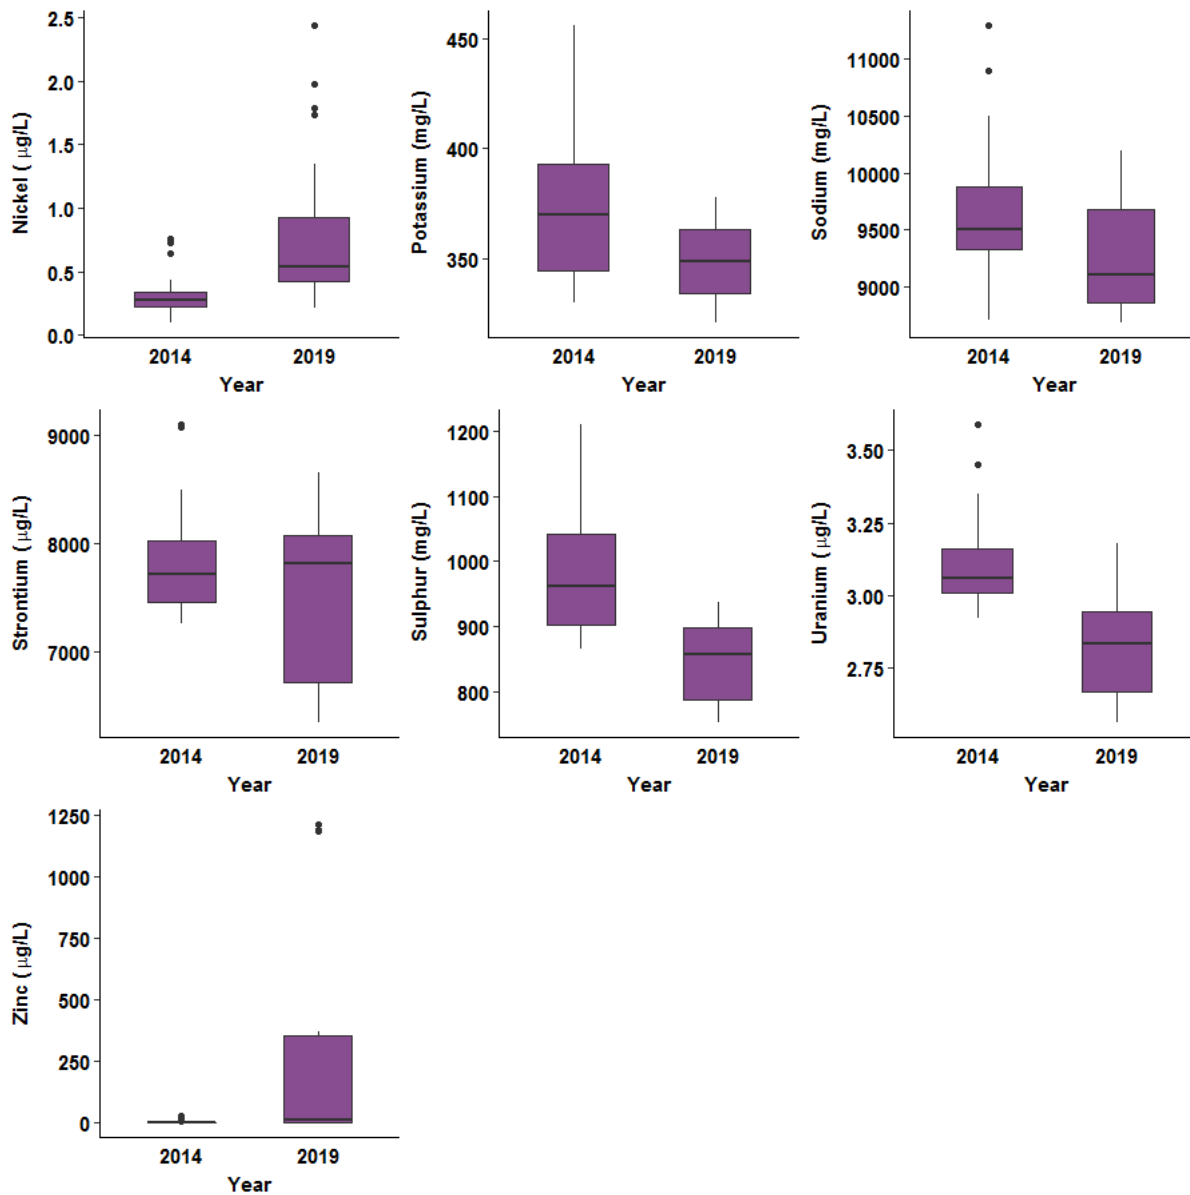 Nickel ( μg/L)
2.5
2.0
1.5
1.0
0.5
0.0
2014 2019
Year
Potassium (mg/L)
450
400
350
2014 2019
Year
Sodium (mg/L)
11000
10500
10000
9500
9000
2014 2019
Year
Strontium ( μg/L)
9000
8000
7000
2014 2019
Year
Sulphur (mg/L)
1200
1100
1000
900
800
2014 2019
Year
Uranium ( μg/L)
3.50
3.25
3.00
2.75
2014 2019
Year
Zinc ( μg/L)
1250
1000
750
500
250
0
2014 2019
Year